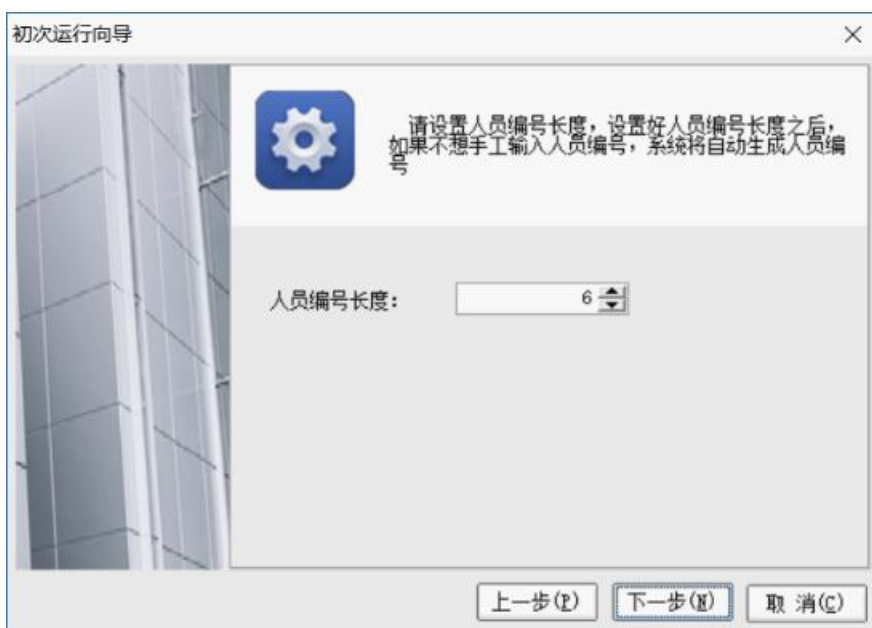 初次运行向导
请设置人员编号长度，设置好人员编号长度之后，
如果不想手工输入人员编号，系统将自动生成人员编
号
人员编号长度： 6
上一步(P) 下一步(N) 取 消(C)